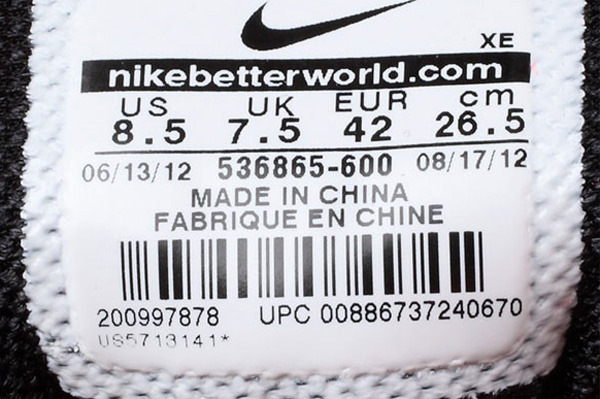 XE
nikebetterworld.com
US UK EUR cm
8.5 7.5 42 26.5
06/13/12 536865-600 08/17/12
MADE IN CHINA
FABRIQUE EN CHINE
200997878 UPC 00886737240670
US5713141*